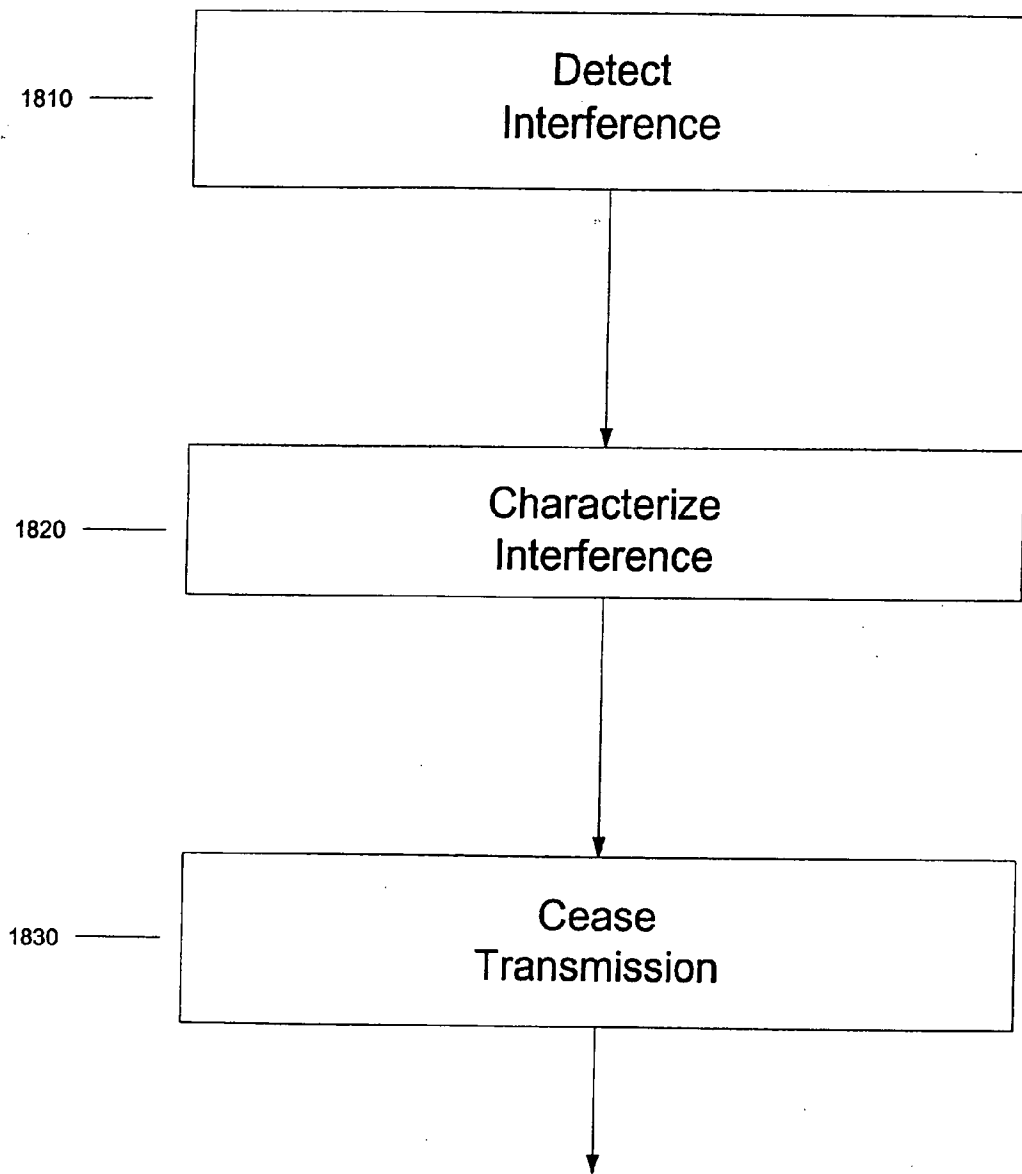 1810
Detect
Interference
1820
Characterize
Interference
1830
Cease
Transmission